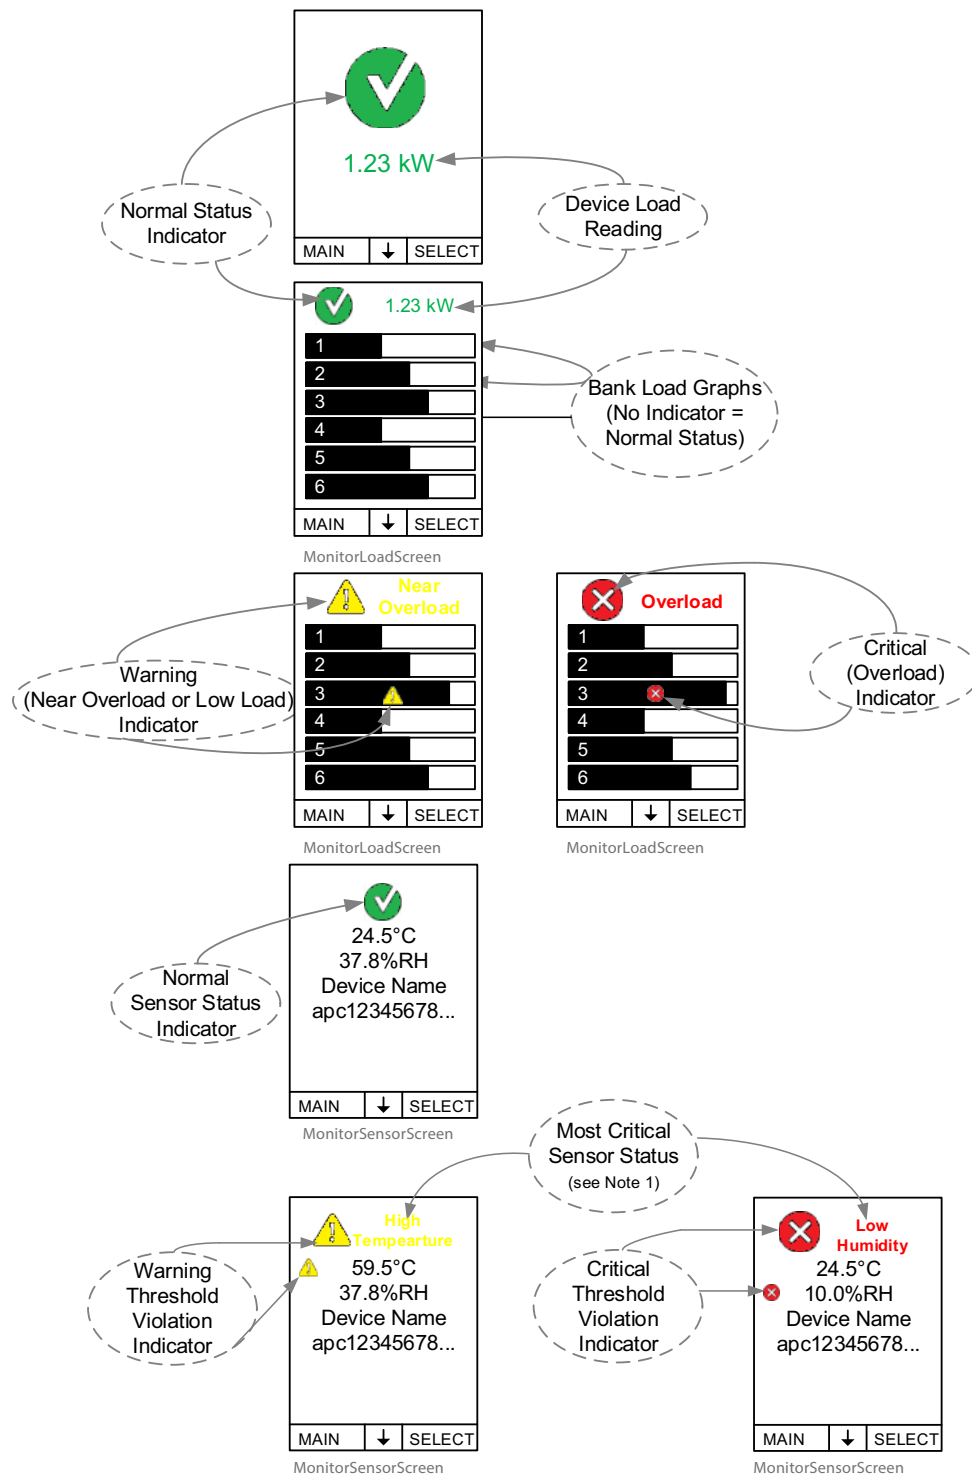 1.23 kW
Normal Status
Indicator
Device Load
Reading
MAIN
SELECT
1.23 kW
1
2
3
4
5
6
Bank Load Graphs
(No Indicator =
Normal Status)
MAIN
SELECT
MonitorLoadScreen
Near
Overload
1
2
3
4
5
6
Warning
(Near Overload or Low Load)
Indicator
MAIN
SELECT
MonitorLoadScreen
Overload
1
2
3
4
5
6
Critical
(Overload)
Indicator
MAIN
SELECT
MonitorLoadScreen
24.5°C
37.8%RH
Device Name
apc12345678...
Normal
Sensor Status
Indicator
MAIN
SELECT
MonitorSensorScreen
Most Critical
Sensor Status
(see Note 1)
High
Tempearture
59.5°C
37.8%RH
Device Name
apc12345678...
Warning
Threshold
Violation
Indicator
MAIN
SELECT
MonitorSensorScreen
Low
Humidity
24.5°C
10.0%RH
Device Name
apc12345678...
Critical
Threshold
Violation
Indicator
MAIN
SELECT
MonitorSensorScreen